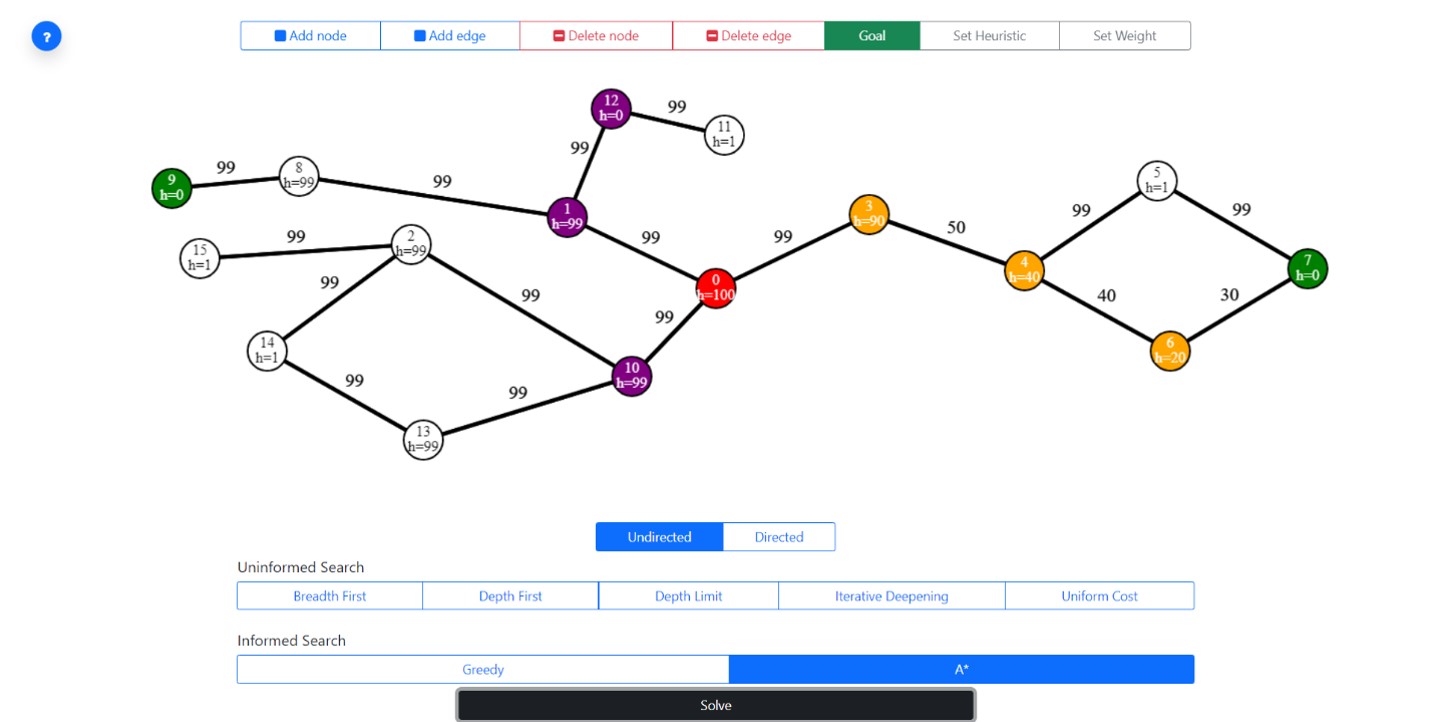 ?
Add node
Add edge
Delete node
Delete edge
Goal
Set Heuristic
Set Weight
12
h=0
99
11
h=1
99
9
h=0
99
8
h=99
99
1
h=99
99
5
h=1
99
99
3
h=90
50
99
15
h=1
99
2
h=99
99
99
0
h=100
4
h=40
7
h=0
40
30
99
14
h=1
6
h=20
10
h=99
99
99
13
h=99
Undirected
Directed
Uninformed Search
Breadth First
Depth First
Depth Limit
Iterative Deepening
Uniform Cost
Informed Search
Greedy
A*
Solve